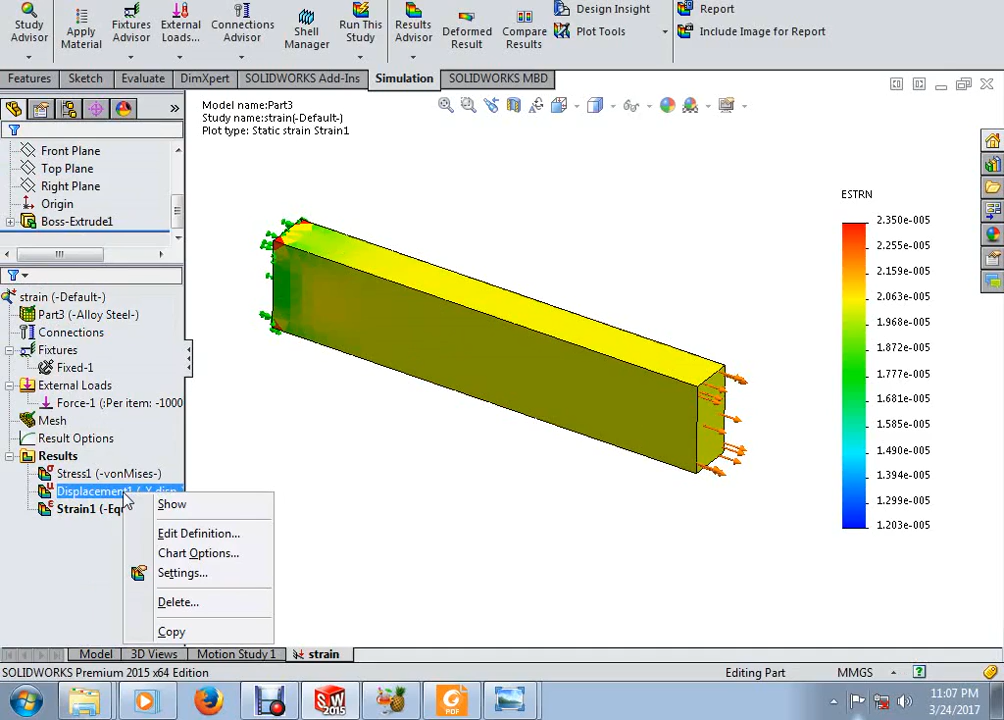 Study
Advisor
Apply
Material
Fixtures
Advisor
External
Loads...
Connections
Advisor
Shell
Manager
Run This
Study
Results
Advisor
Deformed
Result
Compare
Results
Design Insight
Plot Tools
Report
Include Image for Report
Features
Sketch
Evaluate
DimXpert
SOLIDWORKS Add-Ins
Simulation
SOLIDWORKS MBD
Front Plane
Top Plane
Right Plane
Origin
Boss-Extrude1
strain (-Default-)
Part3 (-Alloy Steel-)
Connections
Fixtures
Fixed-1
External Loads
Force-1 (:Per item: -1000
Mesh
Result Options
Results
Stress1 (-vonMises-)
Displacement1 (-X disp
Strain1 (-Equ
Show
Edit Definition...
Chart Options...
Settings...
Delete...
Copy
Model name:Part3
Study name:strain(-Default-)
Plot type: Static strain Strain1
ESTRN
2.350e-005
2.255e-005
2.159e-005
2.063e-005
1.968e-005
1.872e-005
1.777e-005
1.681e-005
1.585e-005
1.490e-005
1.394e-005
1.299e-005
1.203e-005
Model
3D Views
Motion Study 1
strain
SOLIDWORKS Premium 2015 x64 Edition
Editing Part
MMGS
SW
2015
PDF
11:07 PM
3/24/2017